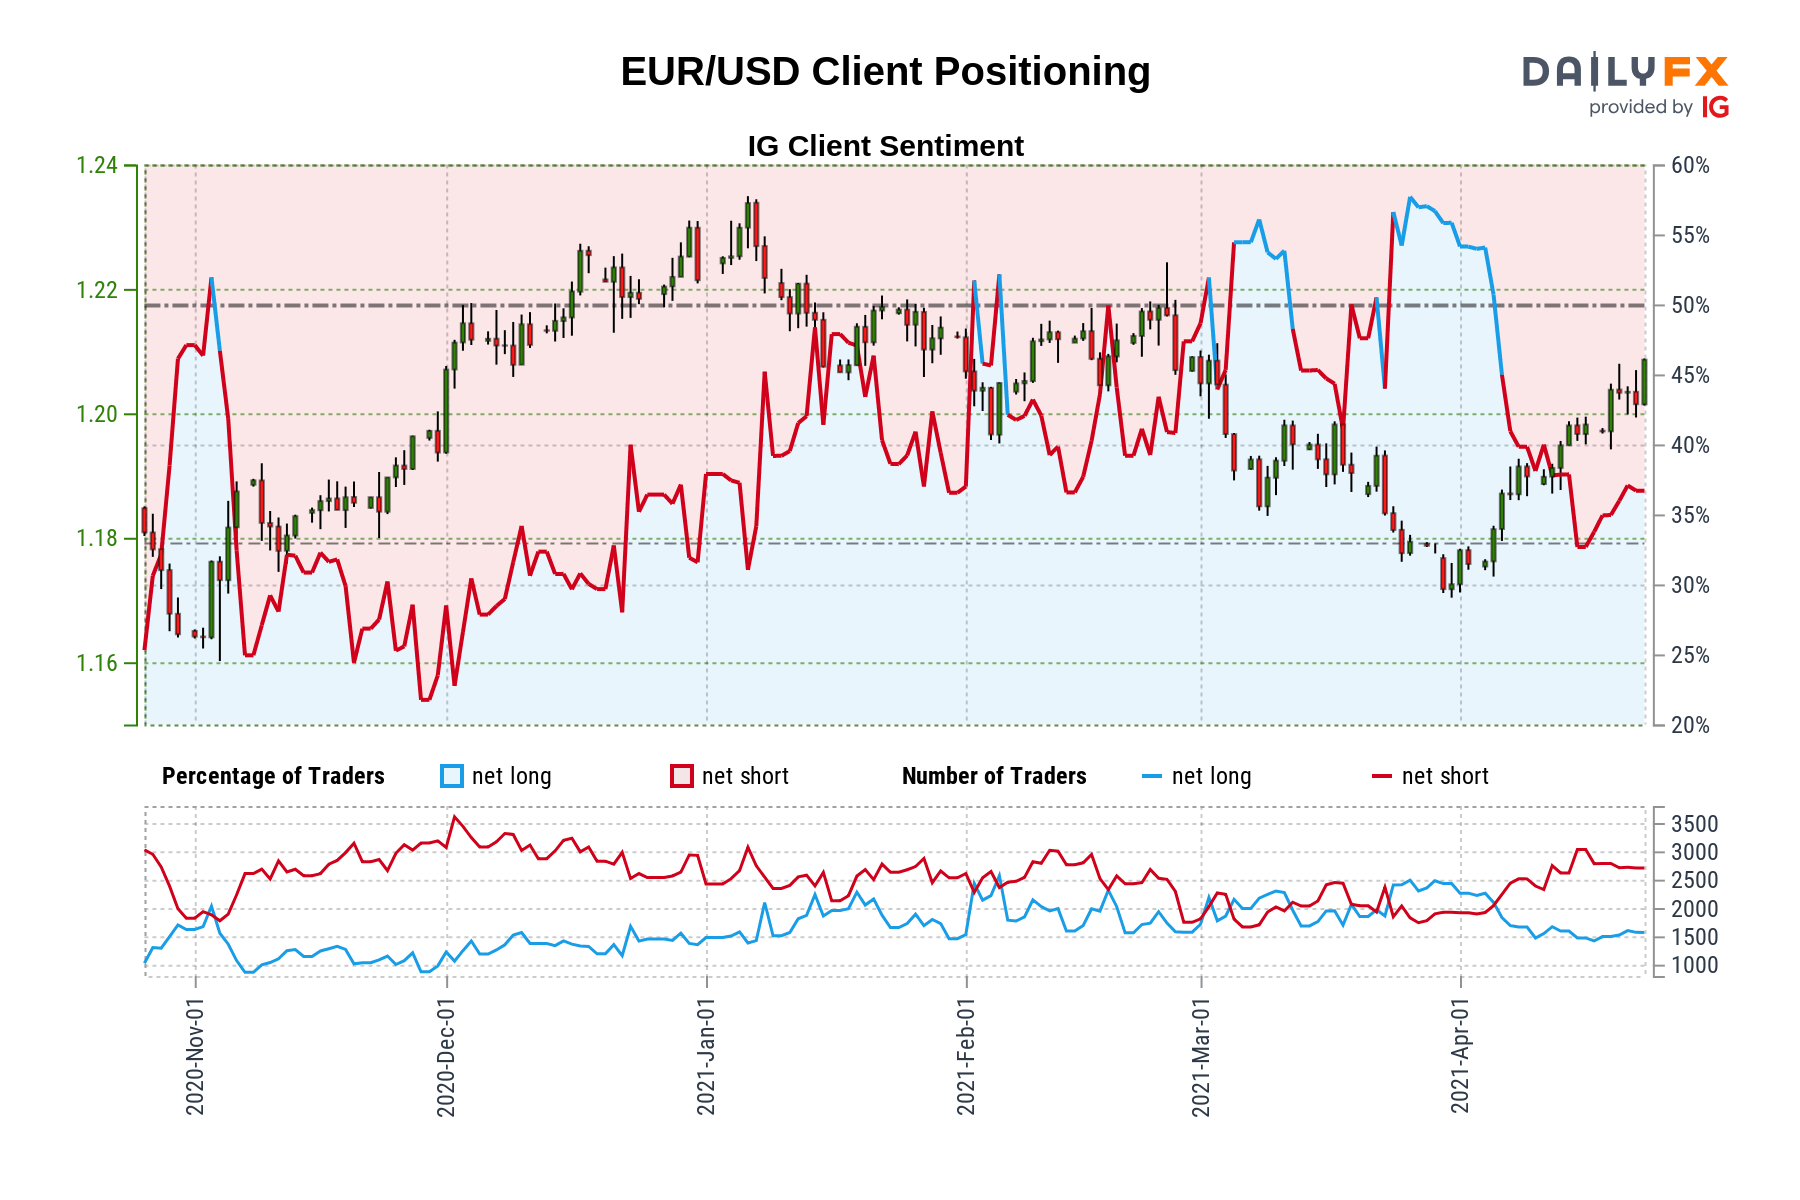 EUR/USD Client Positioning
DAILYFX
provided by IG
IG Client Sentiment
1.24
1.22
1.20
1.18
1.16
60%
55%
50%
45%
40%
35%
30%
25%
20%
Percentage of Traders net long net short Number of Traders net long net short
3500
3000
2500
2000
1500
1000
2020-Nov-01
2020-Dec-01
2021-Jan-01
2021-Feb-01
2021-Mar-01
2021-Apr-01